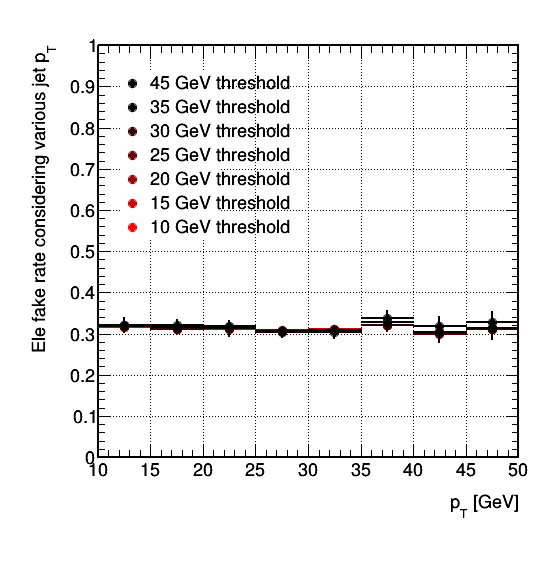 Ele fake rate considering various jet p_T
1
0.9
0.8
0.7
0.6
0.5
0.4
0.3
0.2
0.1
0
45 GeV threshold
35 GeV threshold
30 GeV threshold
25 GeV threshold
20 GeV threshold
15 GeV threshold
10 GeV threshold
10 15 20 25 30 35 40 45 50
p_T [GeV]